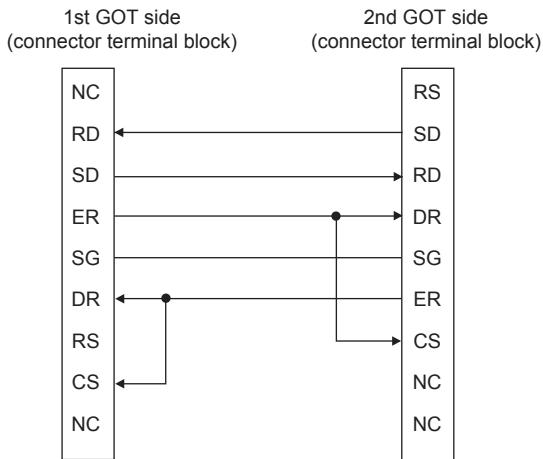 1st GOT side
(connector terminal block)
2nd GOT side
(connector terminal block)
NC
RD
SD
ER
SG
DR
RS
CS
NC
RS
SD
RD
DR
SG
ER
CS
NC
NC